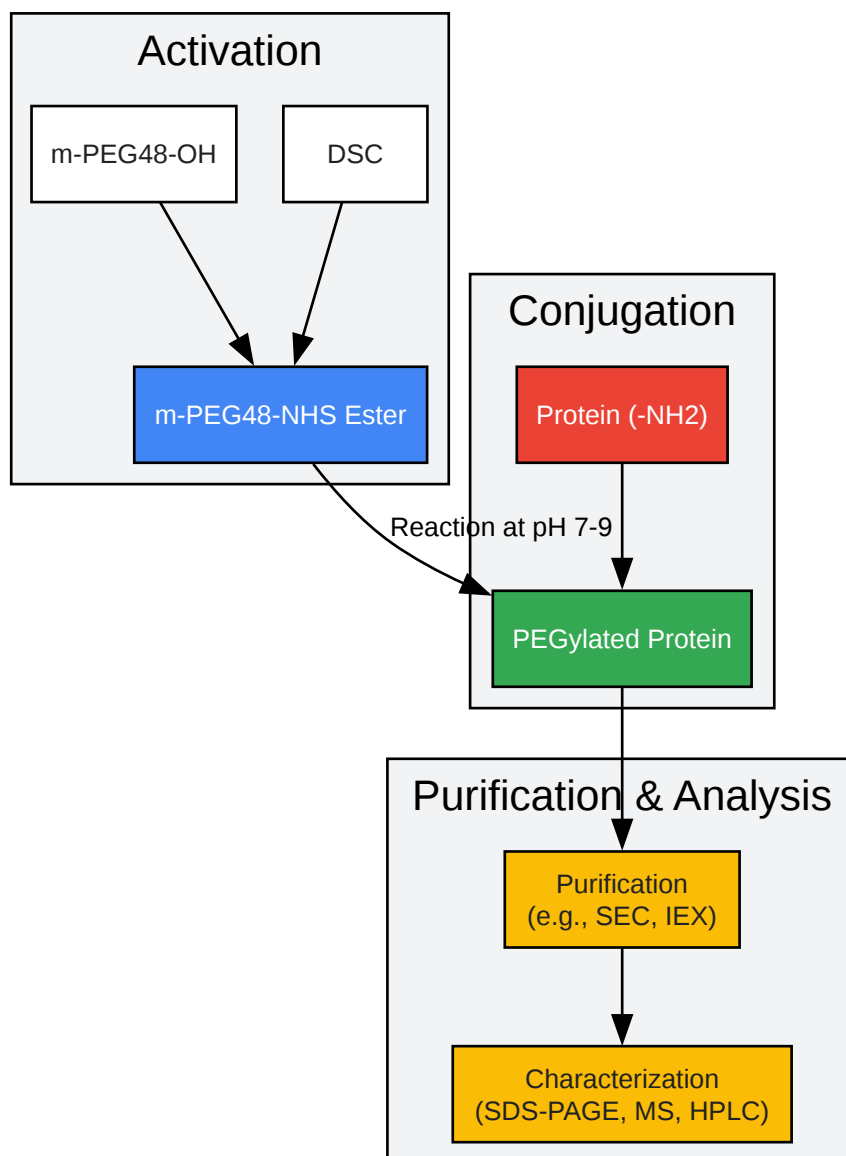 Activation
m-PEG48-OH
DSC
m-PEG48-NHS Ester
Conjugation
Protein (-NH2)
Reaction at pH 7-9
PEGylated Protein
Purification & Analysis
Purification
(e.g., SEC, IEX)
Characterization
(SDS-PAGE, MS, HPLC)